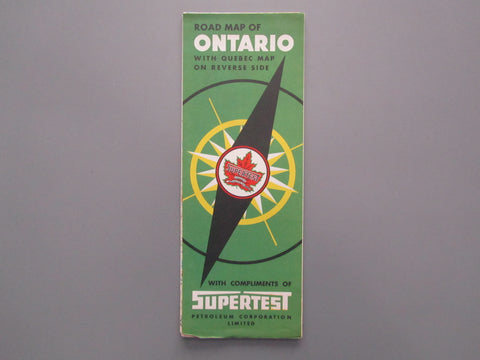 ROAD MAP OF
ONTARIO
WITH QUEBEC MAP
ON REVERSE SIDE
SUPERTEST
WITH COMPLIMENTS OF
SUPERTEST
PETROLEUM CORPORATION
LIMITED